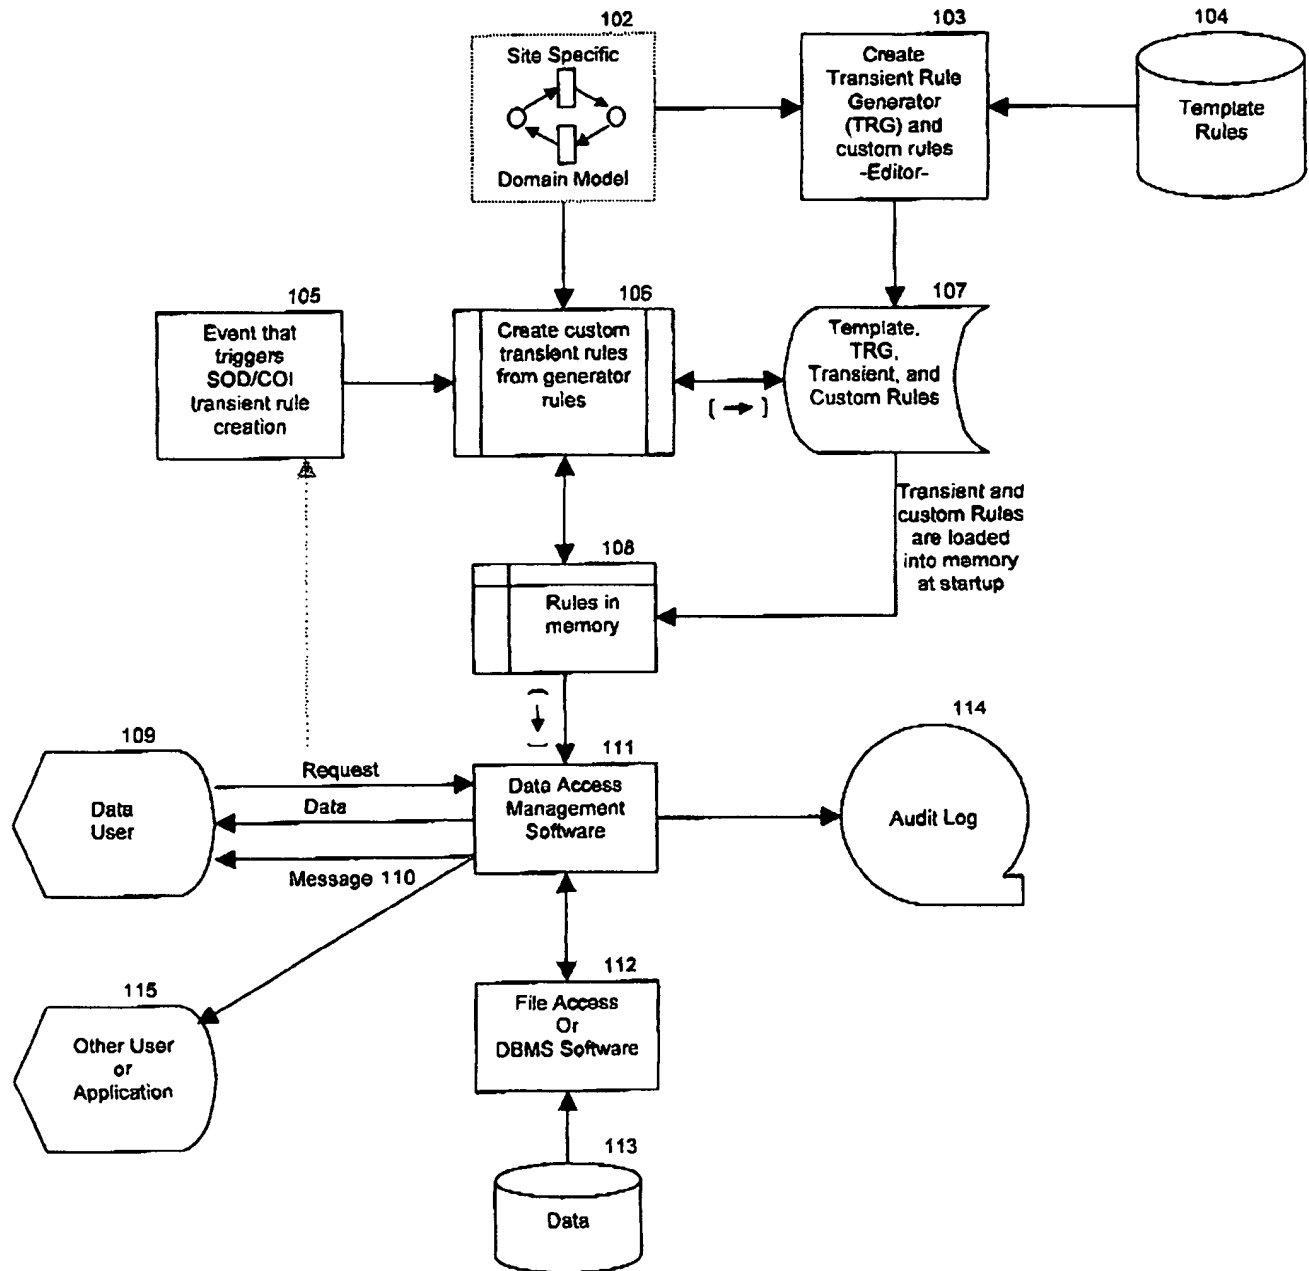 102
Site Specific
Domain Model
103
Create
Transient Rule
Generator
(TRG) and
custom rules
-Editor-
104
Template
Rules
105
Event that
triggers
SOD/COI
transient rule
creation
106
Create custom
transient rules
from generator
rules
107
Template,
TRG,
Transient, and
Custom Rules
Transient and
custom Rules
are loaded
into memory
at startup
108
Rules in
memory
109
Data
User
Request
Data
Message 110
111
Data Access
Management
Software
114
Audit Log
115
Other User
or
Application
112
File Access
Or
DBMS Software
113
Data